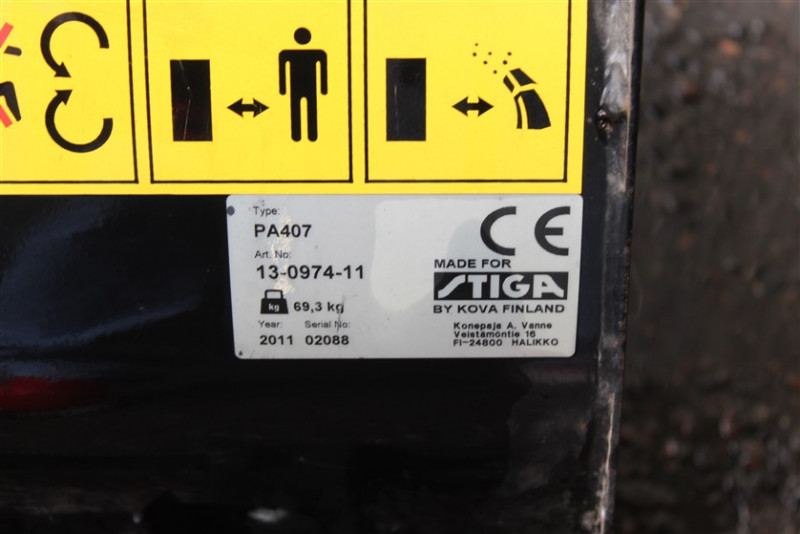 Type:
PA407
Art. No:
13-0974-11
kg 69,3 kg
Year: Serial No:
2011 02088
CE
MADE FOR
STIGA
BY KOVA FINLAND
Konepaja A. Vanne
Veistämöntie 16
FI-24800 HALIKKO